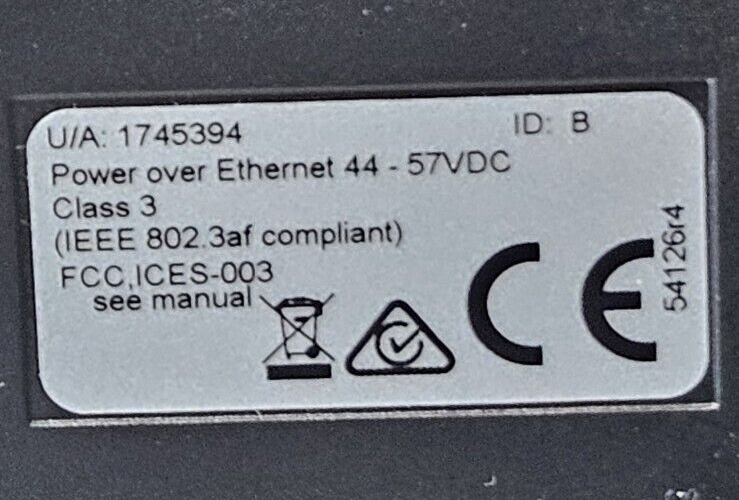 U/A: 1745394 ID: B
Power over Ethernet 44 - 57VDC
Class 3
(IEEE 802.3af compliant)
FCC,ICES-003
see manual
CE
54126r4